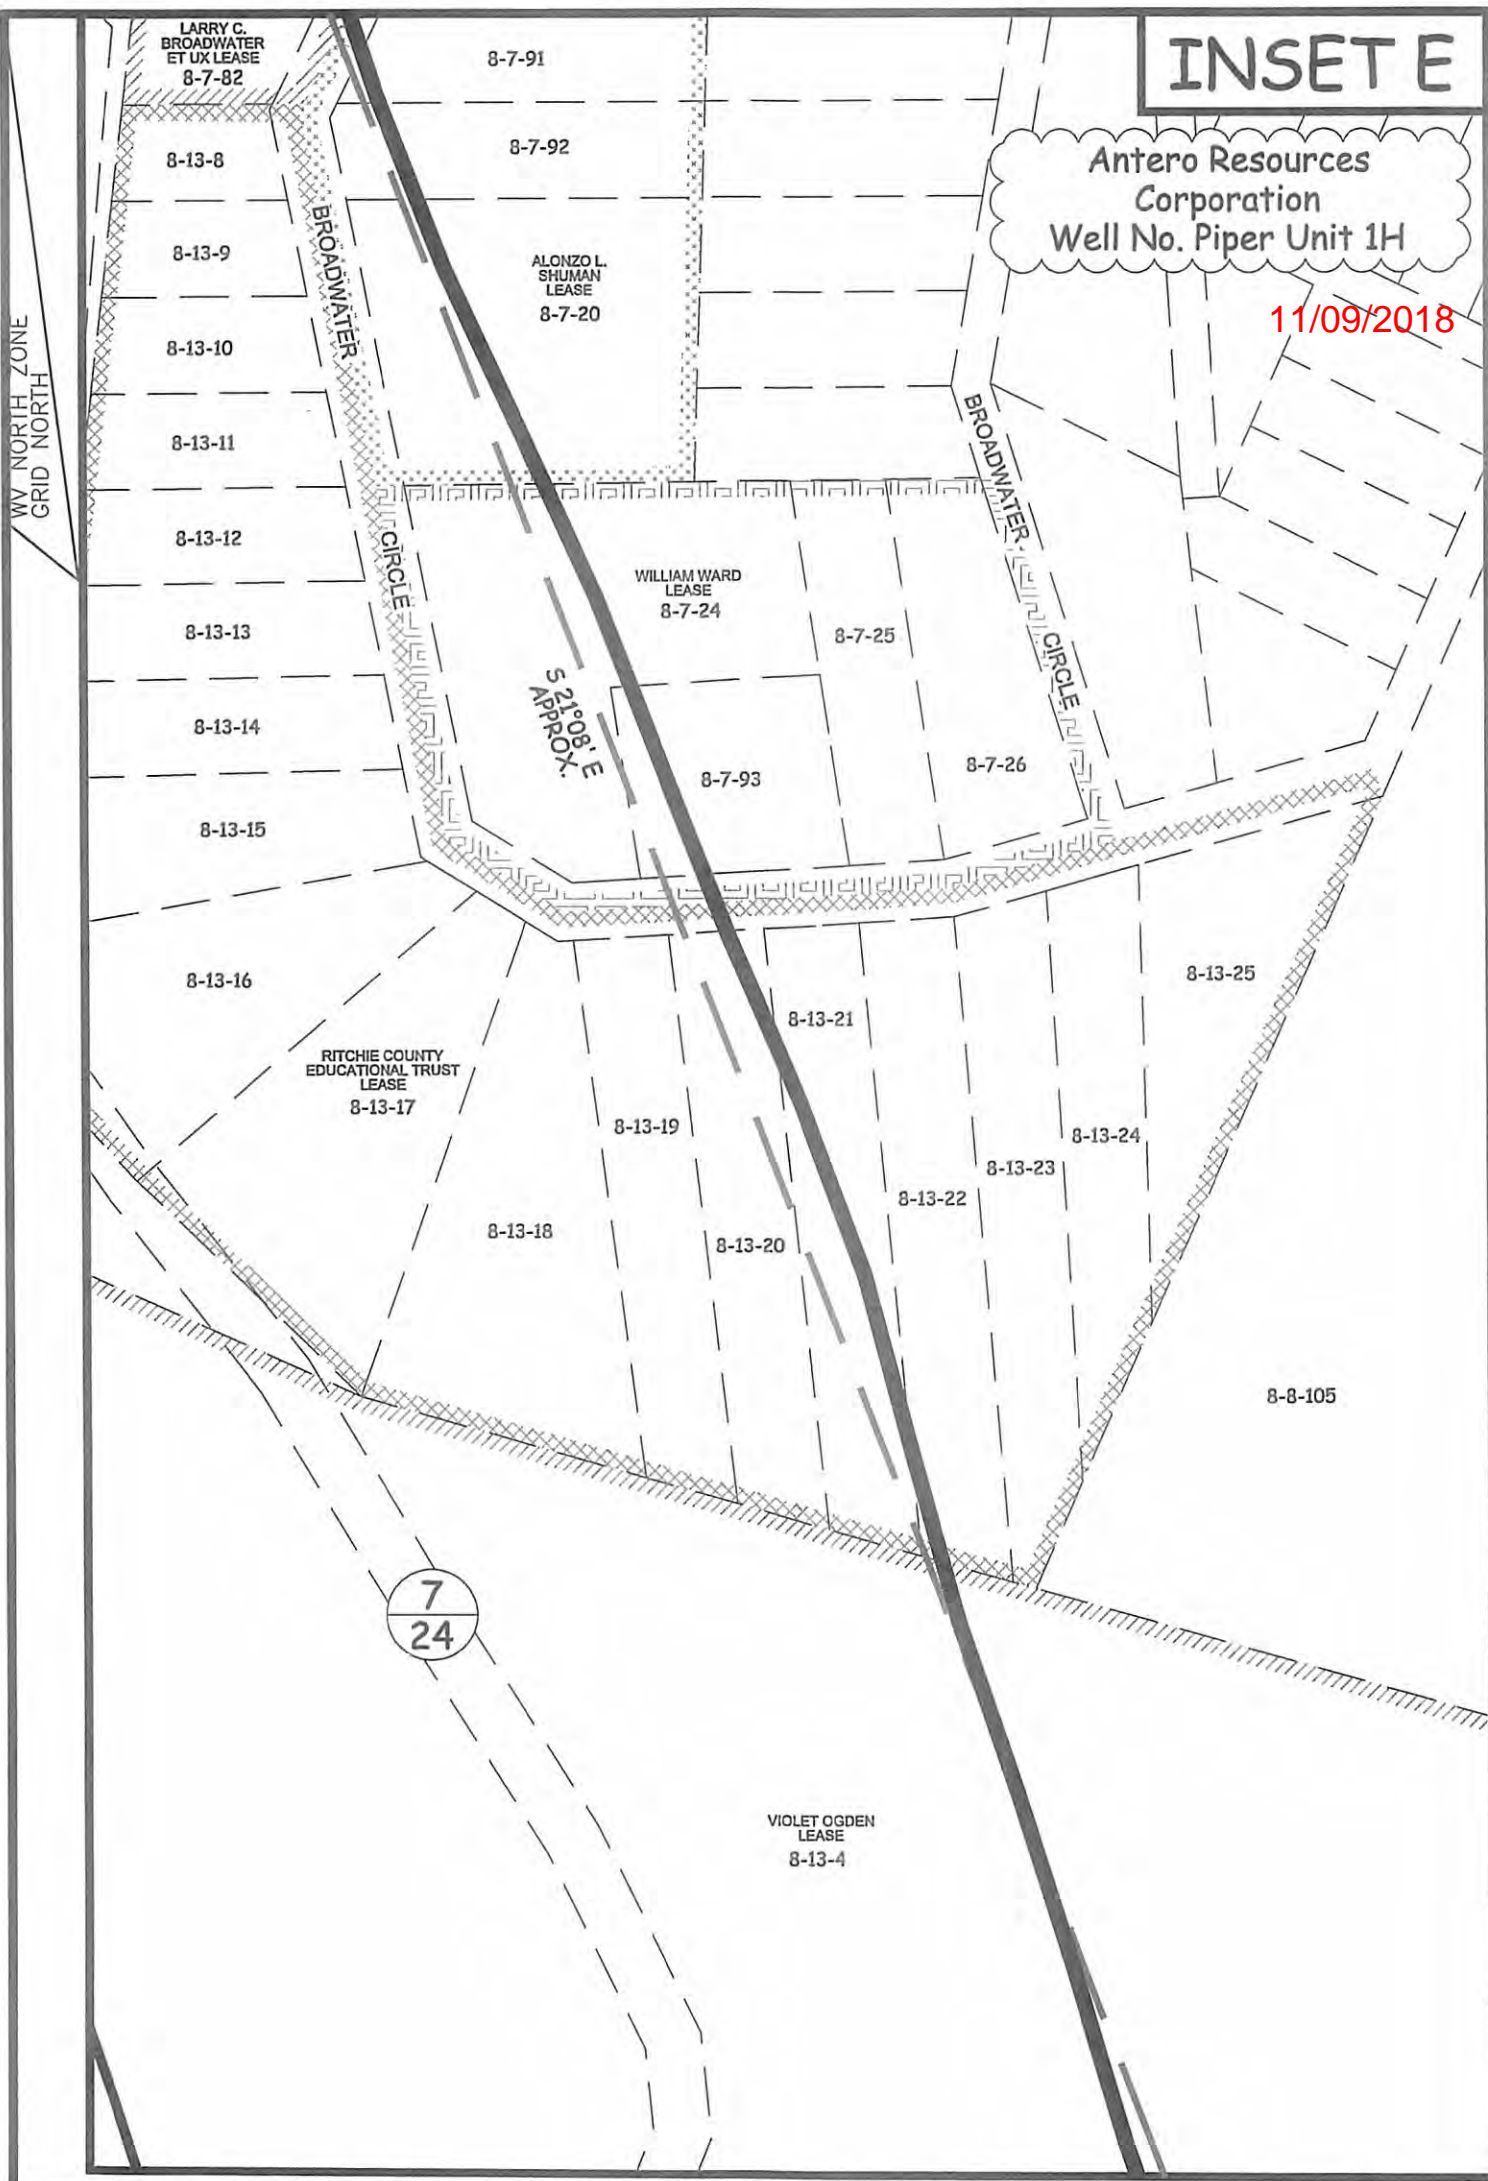 INSET E
Antero Resources
Corporation
Well No. Piper Unit 1H
11/09/2018
WV NORTH ZONE
GRID NORTH
LARRY C.
BROADWATER
ET UX LEASE
8-7-82
8-7-91
8-7-92
8-13-8
8-13-9
8-13-10
8-13-11
8-13-12
8-13-13
8-13-14
8-13-15
8-13-16
BROADWATER
CIRCLE
ALONZO L.
SHUMAN
LEASE
8-7-20
BROADWATER
CIRCLE
WILLIAM WARD
LEASE
8-7-24
8-7-25
8-7-26
8-7-93
S 21°08' E
APPROX.
RITCHIE COUNTY
EDUCATIONAL TRUST
LEASE
8-13-17
8-13-18
8-13-19
8-13-20
8-13-21
8-13-22
8-13-23
8-13-24
8-13-25
8-8-105
7
24
VIOLET OGDEN
LEASE
8-13-4